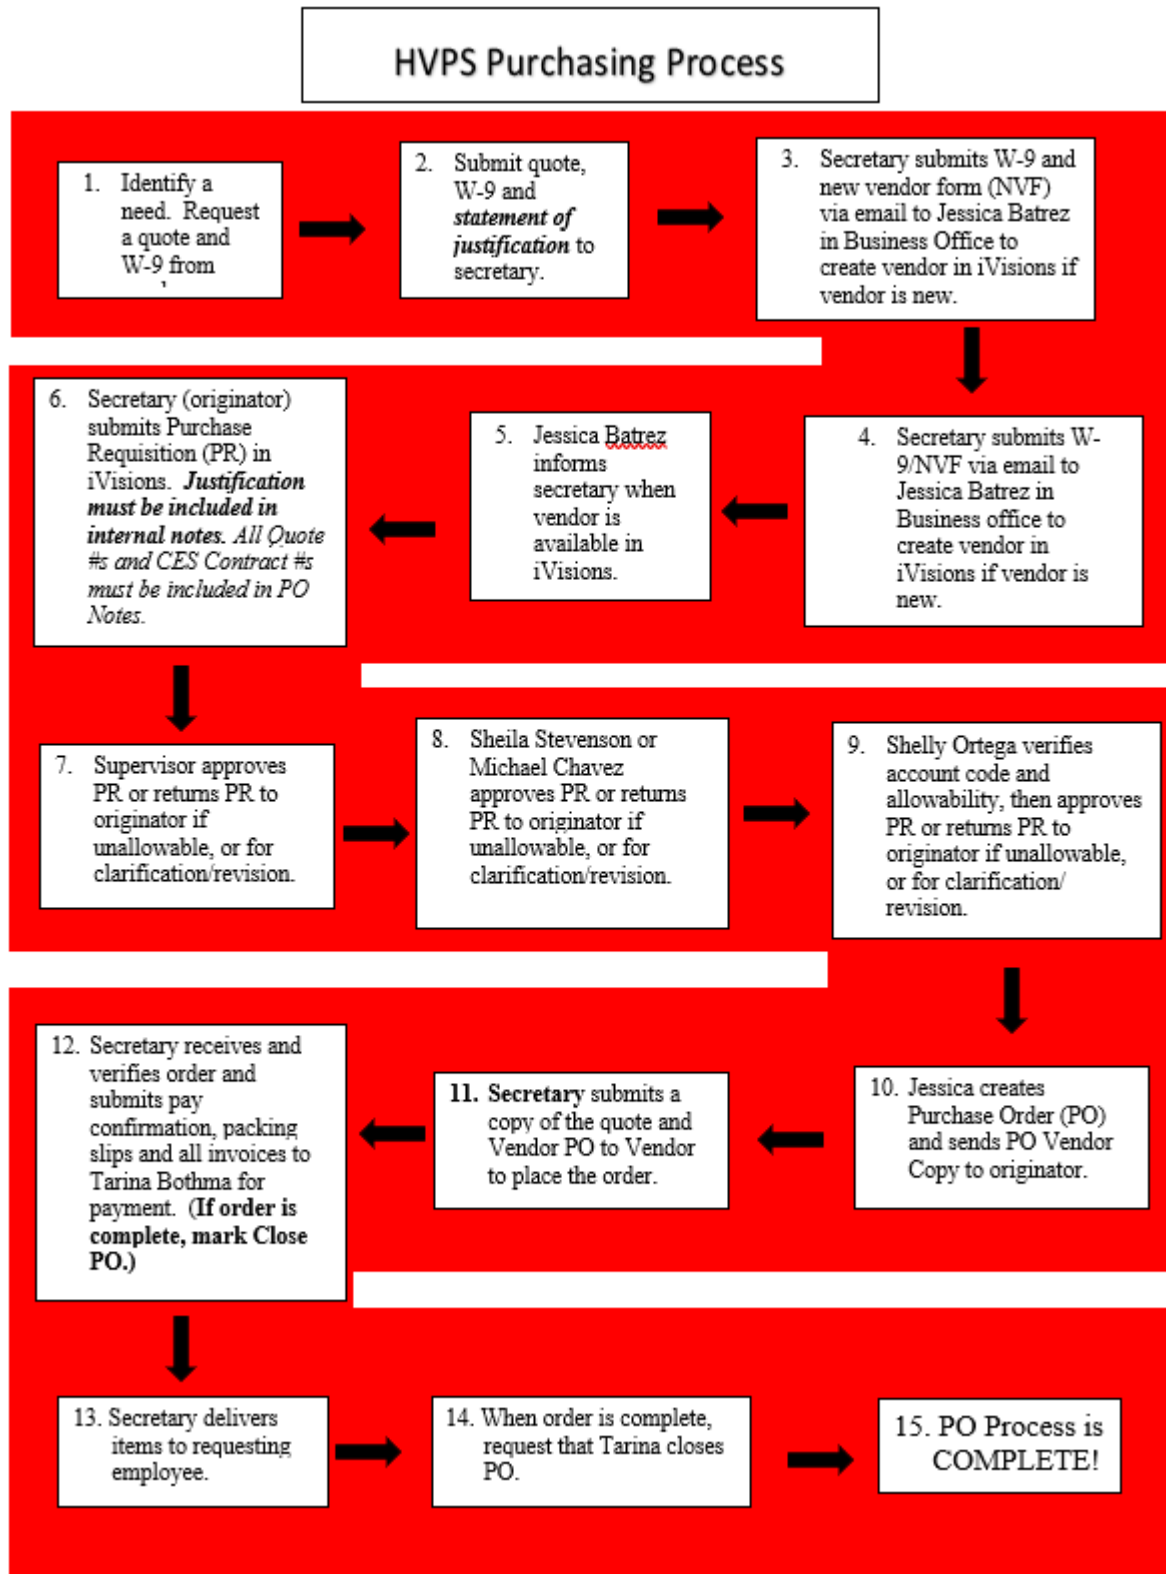 HVPS Purchasing Process
1. Identify a
need. Request
a quote and
W-9 from
2. Submit quote,
W-9 and
statement of
justification to
secretary.
3. Secretary submits W-9 and
new vendor form (NVF)
via email to Jessica Batrez
in Business Office to
create vendor in iVisions if
vendor is new.
4. Secretary submits W-
9/NVF via email to
Jessica Batrez in
Business office to
create vendor in
iVisions if vendor is
new.
5. Jessica Batrez
informs
secretary when
vendor is
available in
iVisions.
6. Secretary (originator)
submits Purchase
Requisition (PR) in
iVisions. Justification
must be included in
internal notes. All Quote
#s and CES Contract #s
must be included in PO
Notes.
7. Supervisor approves
PR or returns PR to
originator if
unallowable, or for
clarification/revision.
8. Sheila Stevenson or
Michael Chavez
approves PR or returns
PR to originator if
unallowable, or for
clarification/revision.
9. Shelly Ortega verifies
account code and
allowability, then approves
PR or returns PR to
originator if unallowable,
or for clarification/
revision.
10. Jessica creates
Purchase Order (PO)
and sends PO Vendor
Copy to originator.
11. Secretary submits a
copy of the quote and
Vendor PO to Vendor
to place the order.
12. Secretary receives and
verifies order and
submits pay
confirmation, packing
slips and all invoices to
Tarina Bothma for
payment. (If order is
complete, mark Close
PO.)
13. Secretary delivers
items to requesting
employee.
14. When order is complete,
request that Tarina closes
PO.
15. PO Process is
COMPLETE!